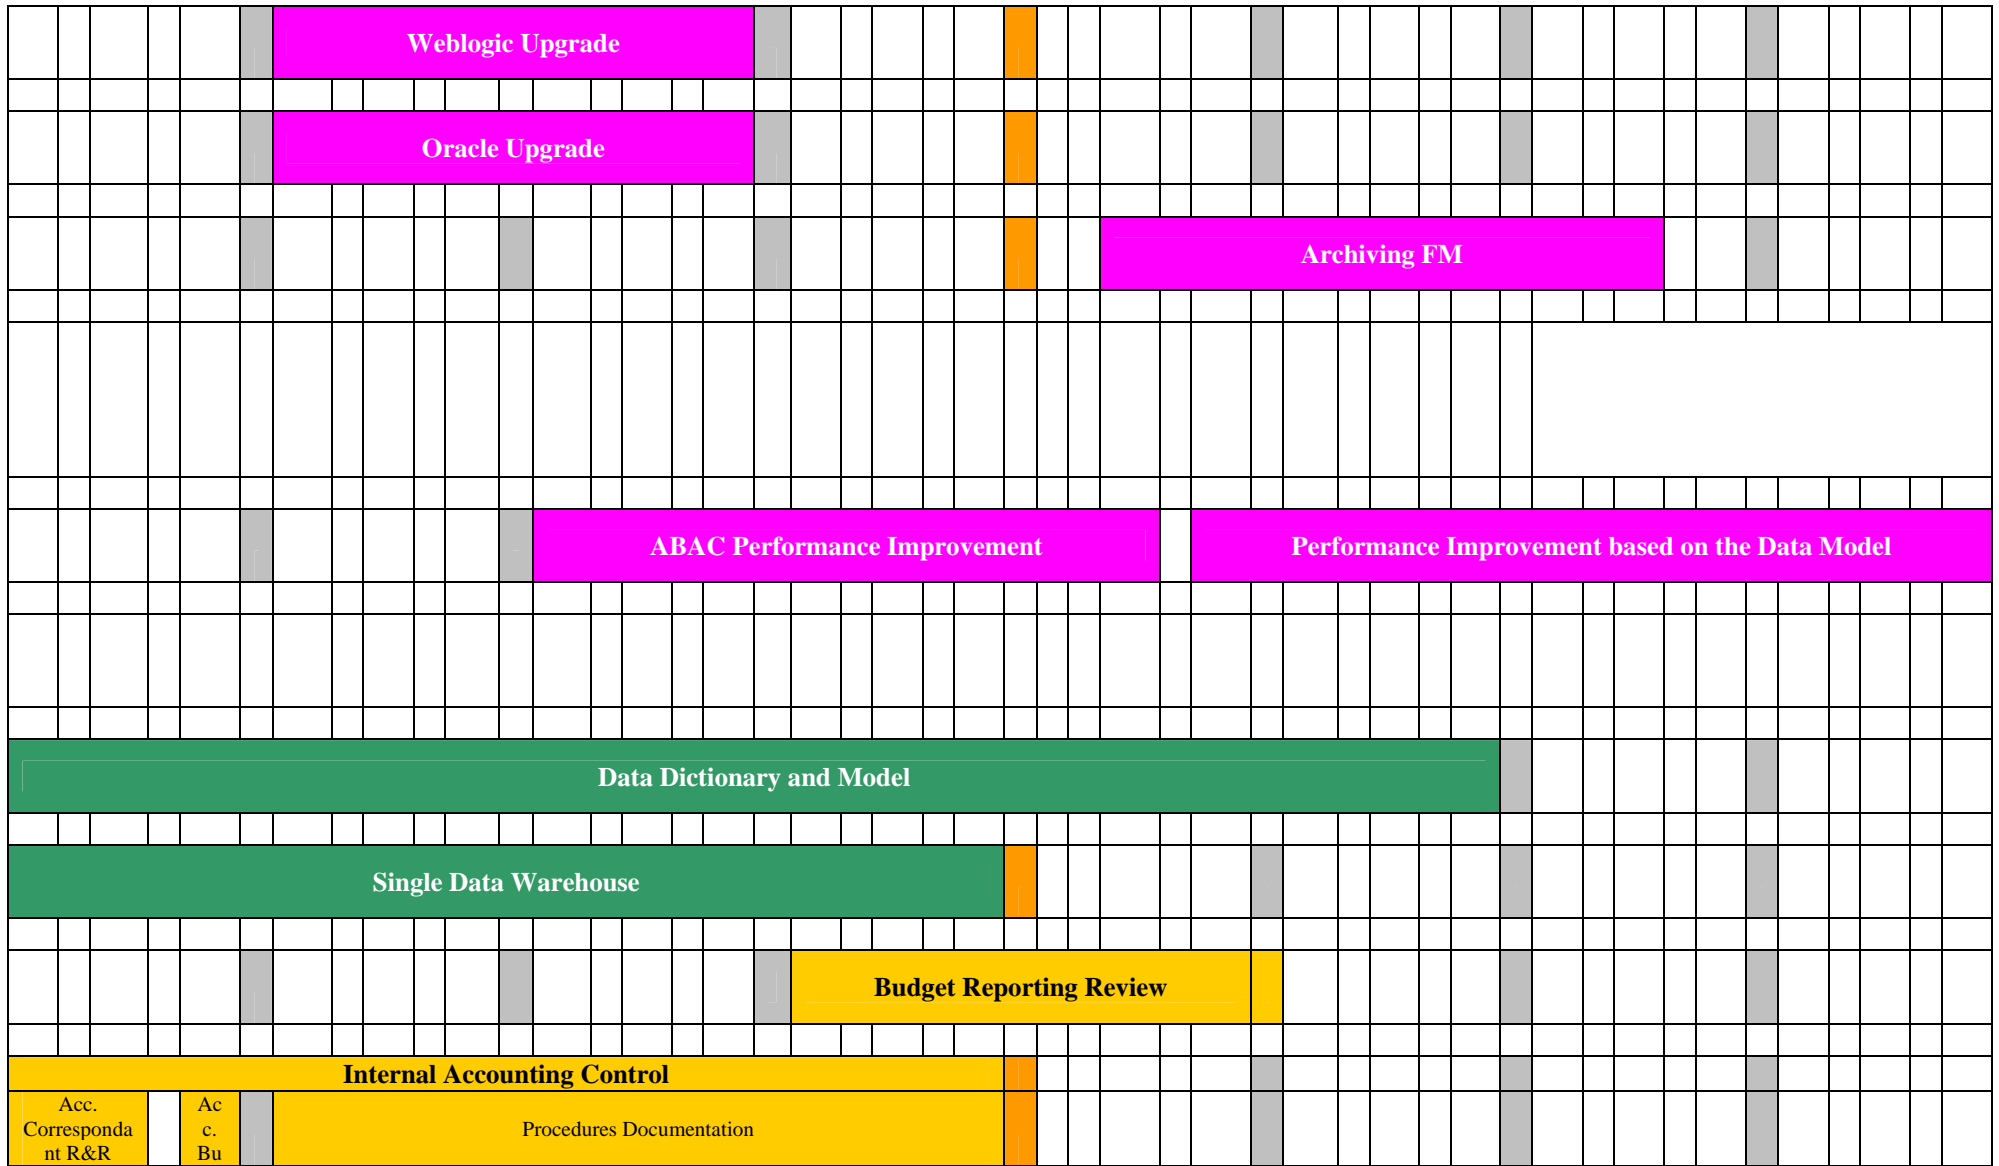 Weblogic Upgrade
Oracle Upgrade
Archiving FM
ABAC Performance Improvement
Performance Improvement based on the Data Model
Data Dictionary and Model
Single Data Warehouse
Budget Reporting Review
Internal Accounting Control
Acc.
Corresponda
nt R&R
Ac
c.
Bu
Procedures Documentation